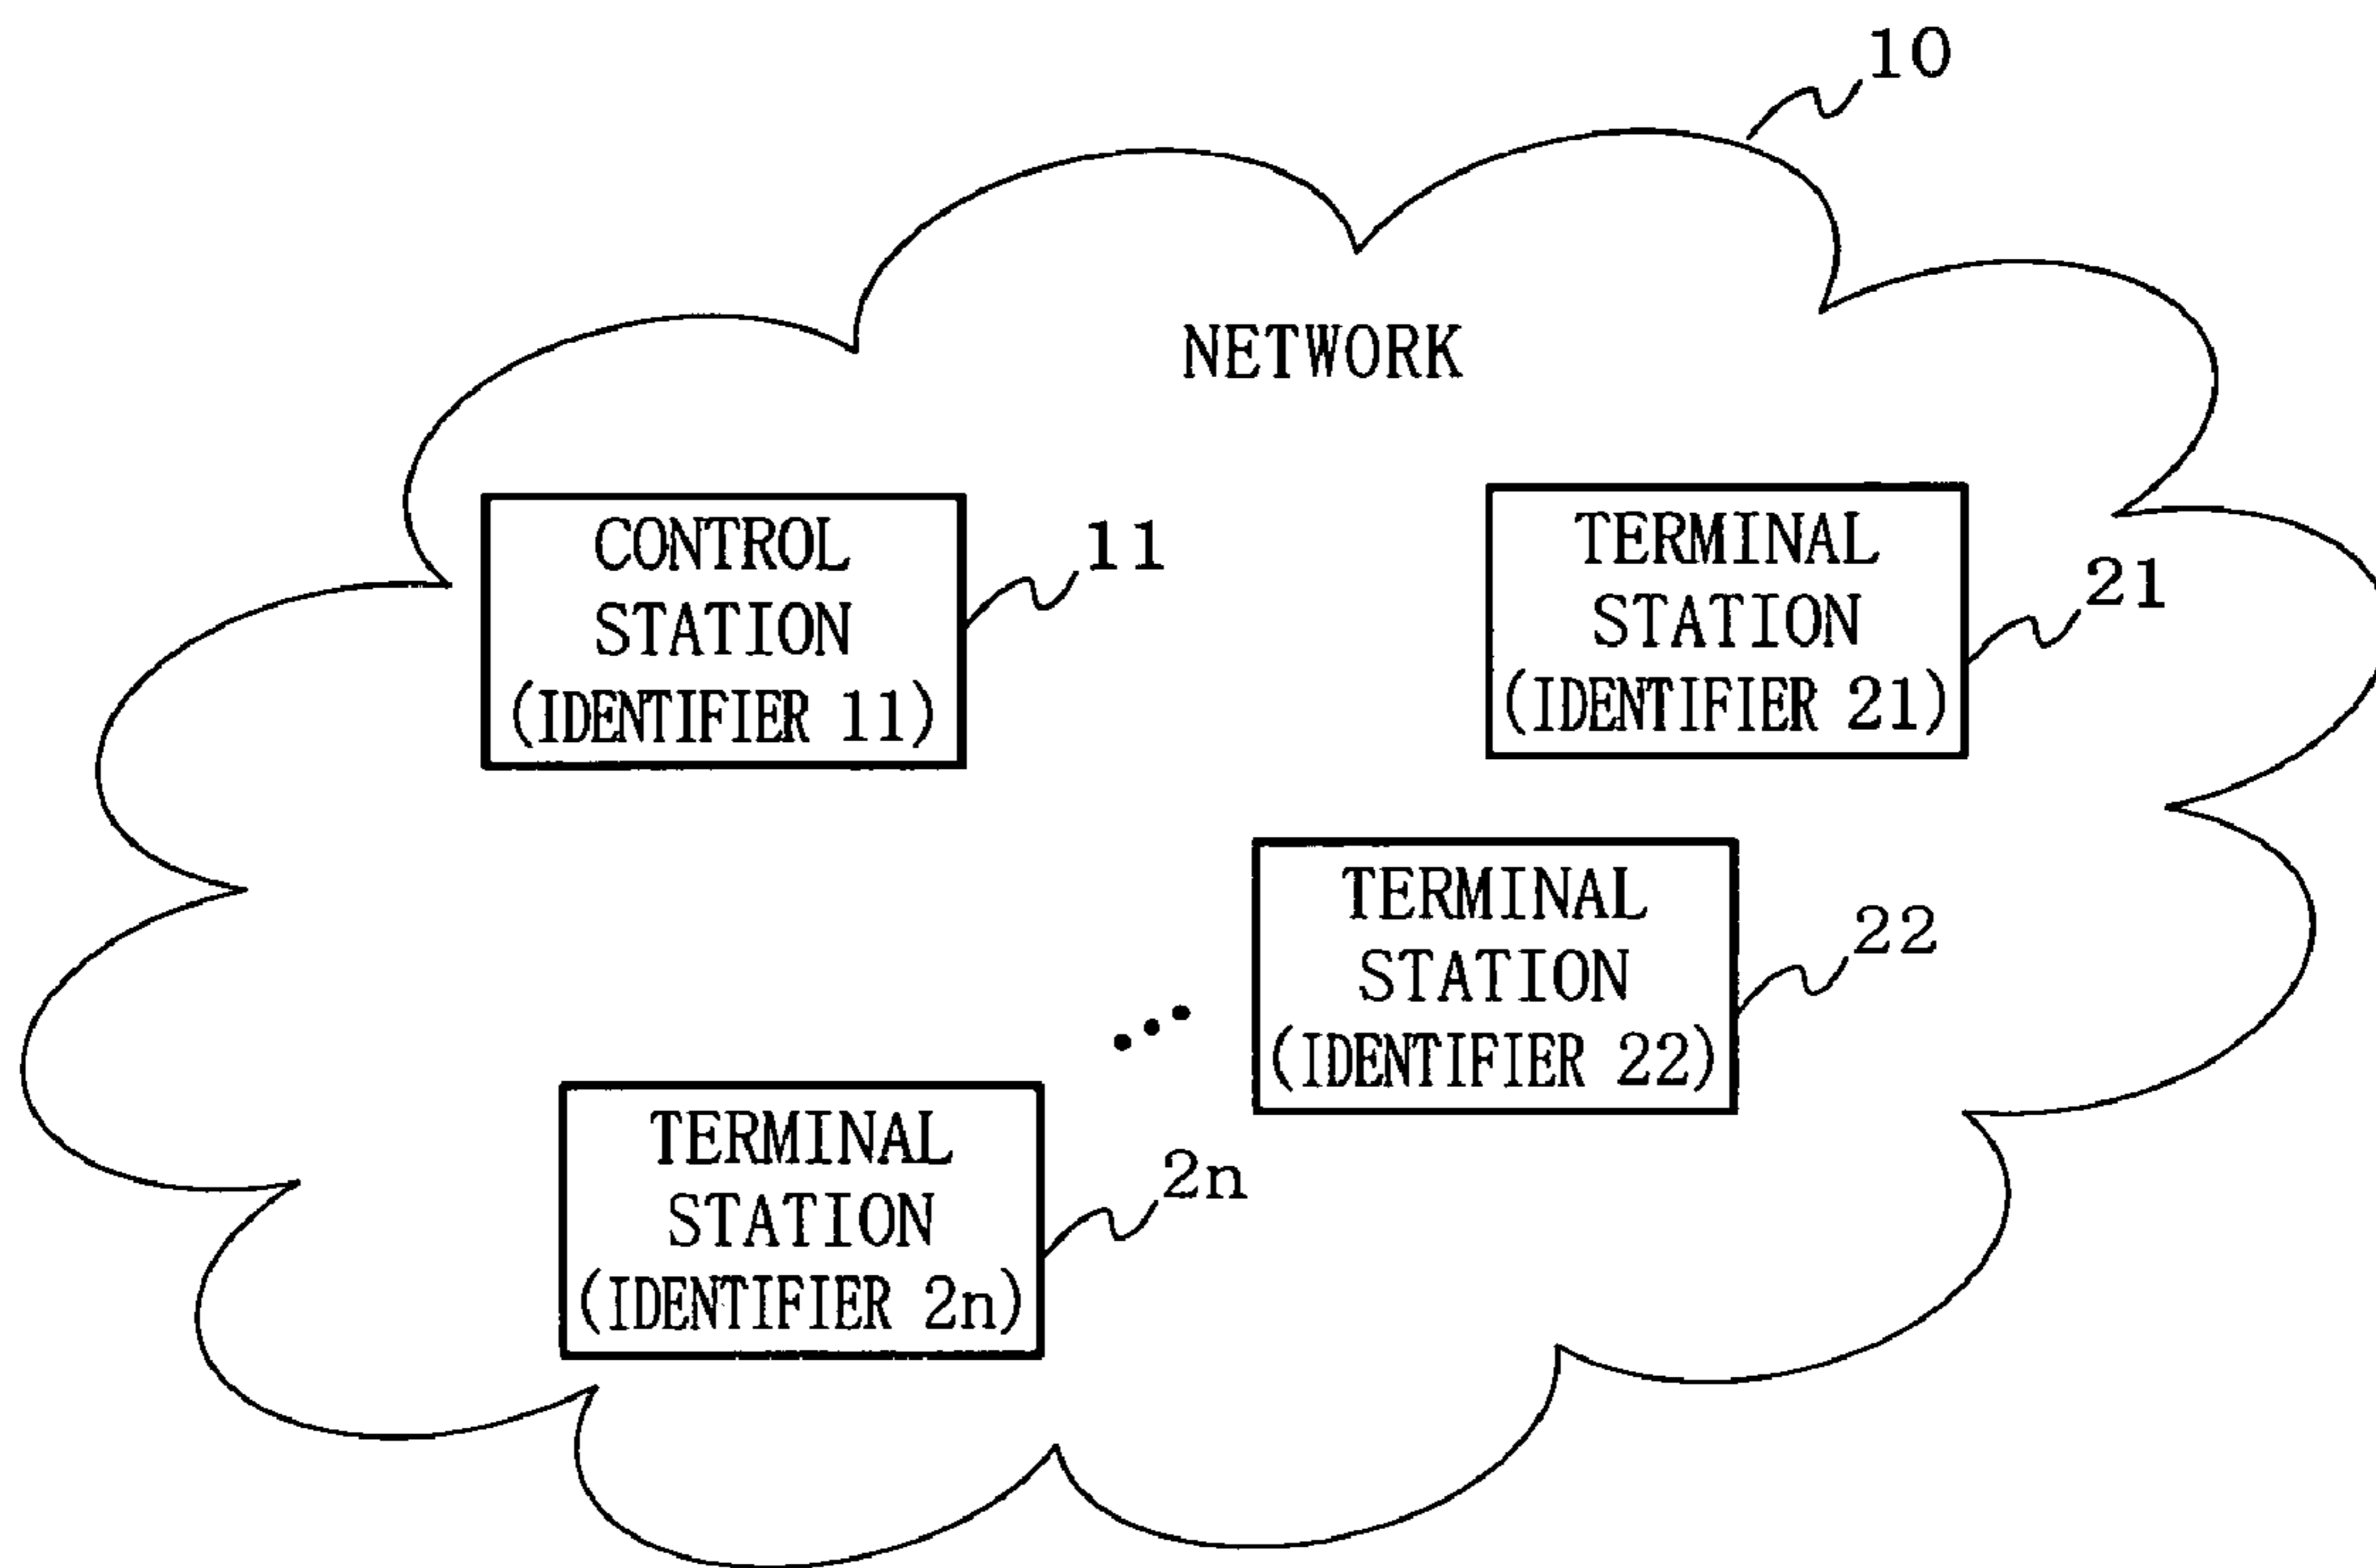 10
NETWORK
CONTROL
STATION
(IDENTIFIER 11)
11
TERMINAL
STATION
(IDENTIFIER 21)
21
TERMINAL
STATION
(IDENTIFIER 22)
22
TERMINAL
STATION
(IDENTIFIER 2n)
2n